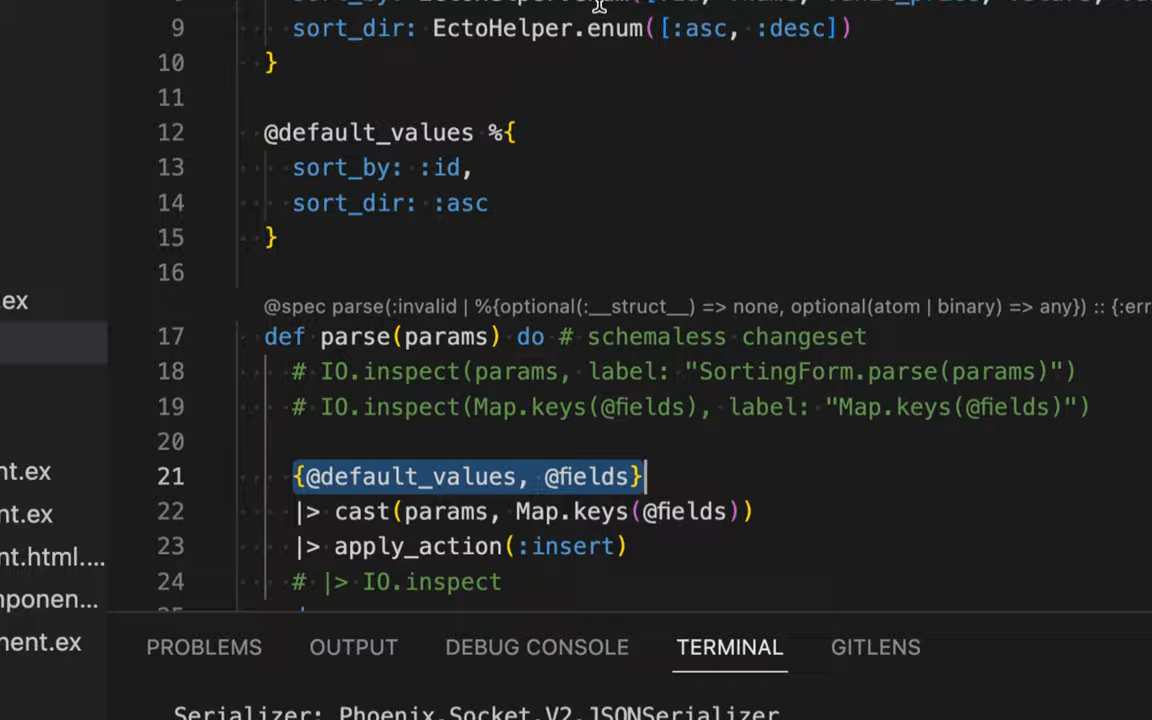 9 sort_dir: EctoHelper.enum([:asc, :desc])
10 }
11
12 @default_values %{
13 sort_by: :id,
14 sort_dir: :asc
15 }
16
@spec parse(:invalid | %{optional(:__struct__) => none, optional(atom | binary) => any}) :: {:err
17 def parse(params) do # schemaless changeset
18 # IO.inspect(params, label: "SortingForm.parse(params)")
19 # IO.inspect(Map.keys(@fields), label: "Map.keys(@fields)")
20
21 {@default_values, @fields}
22 |> cast(params, Map.keys(@fields))
23 |> apply_action(:insert)
24 # |> IO.inspect
.ex
nt.ex
nt.ex
nt.html....
mponen...
nent.ex
PROBLEMS OUTPUT DEBUG CONSOLE TERMINAL GITLENS
Serializer: Phoenix.Socket.V2.JSONSerializer